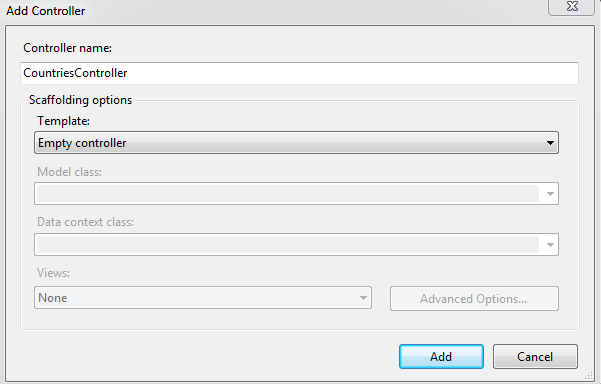 Add Controller
Controller name:
CountriesController
Scaffolding options
Template:
Empty controller
Model class:
Data context class:
Views:
None
Advanced Options...
Add
Cancel